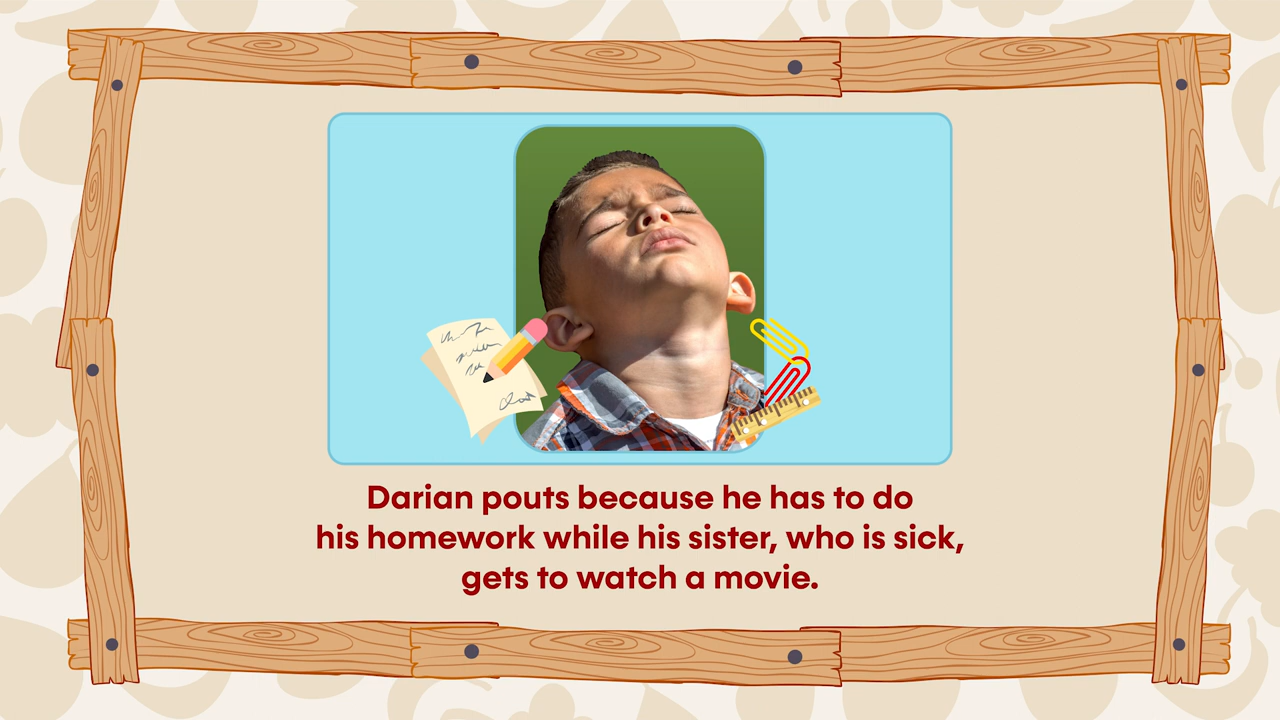 Darian pouts because he has to do
his homework while his sister, who is sick,
gets to watch a movie.